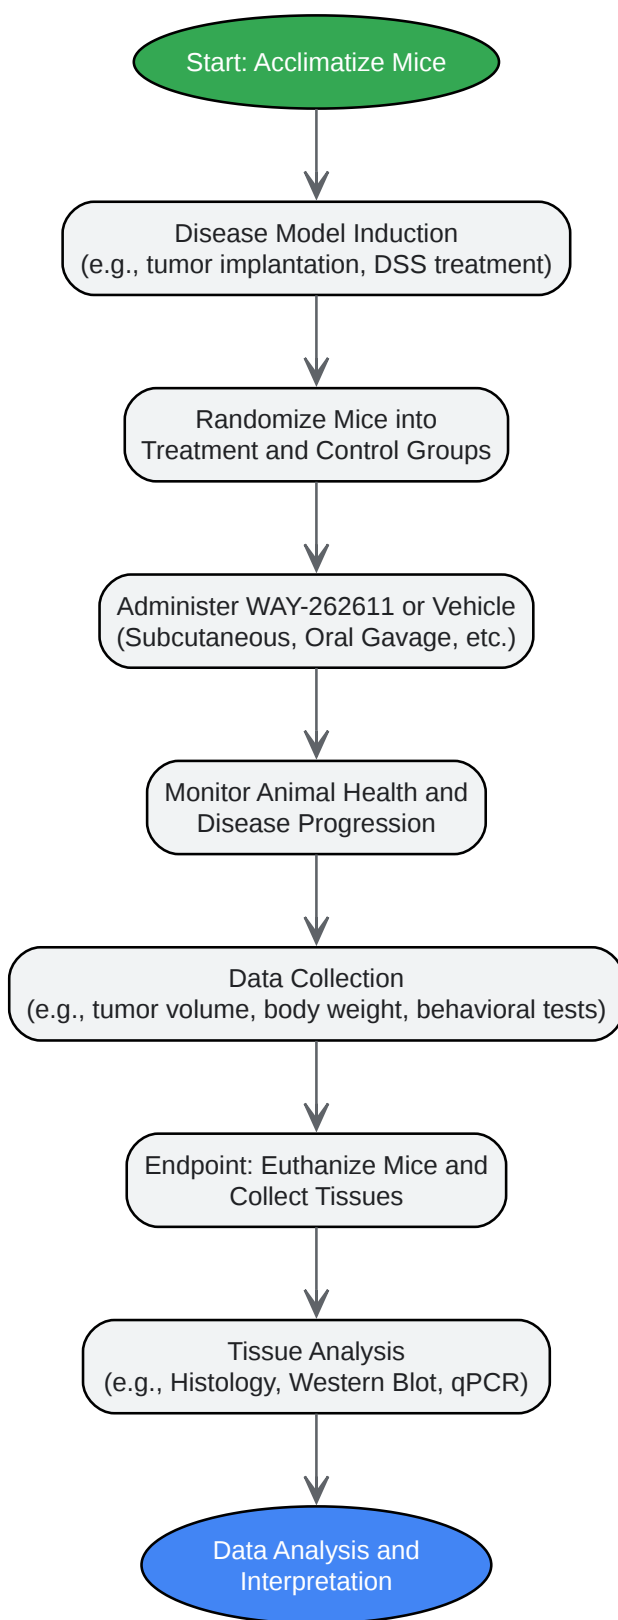 Start: Acclimatize Mice
Disease Model Induction
(e.g., tumor implantation, DSS treatment)
Randomize Mice into
Treatment and Control Groups
Administer WAY-262611 or Vehicle
(Subcutaneous, Oral Gavage, etc.)
Monitor Animal Health and
Disease Progression
Data Collection
(e.g., tumor volume, body weight, behavioral tests)
Endpoint: Euthanize Mice and
Collect Tissues
Tissue Analysis
(e.g., Histology, Western Blot, qPCR)
Data Analysis and
Interpretation